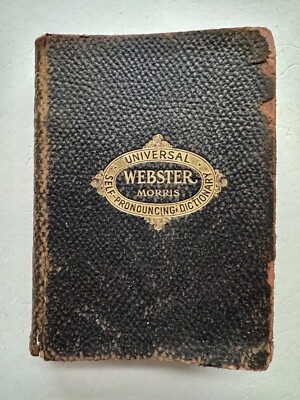 UNIVERSAL
WEBSTER
MORRIS
SELF-PRONOUNCING DICTIONARY